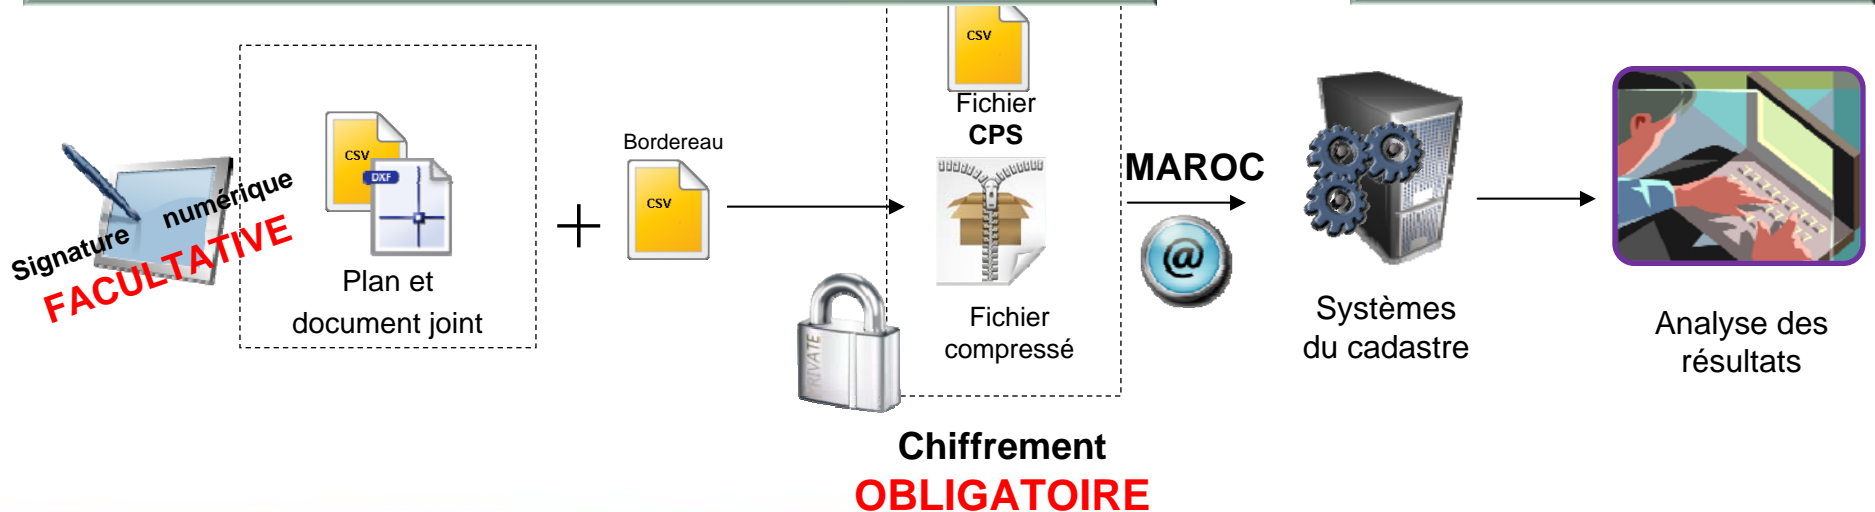 Signature numérique
FACULTATIVE
CSV
DXF
Plan et
document joint
Bordereau
CSV
CSV
Fichier
CPS
Fichier
compressé
PRIVATE
Chiffrement
OBLIGATOIRE
MAROC
@
Systèmes
du cadastre
Analyse des
résultats